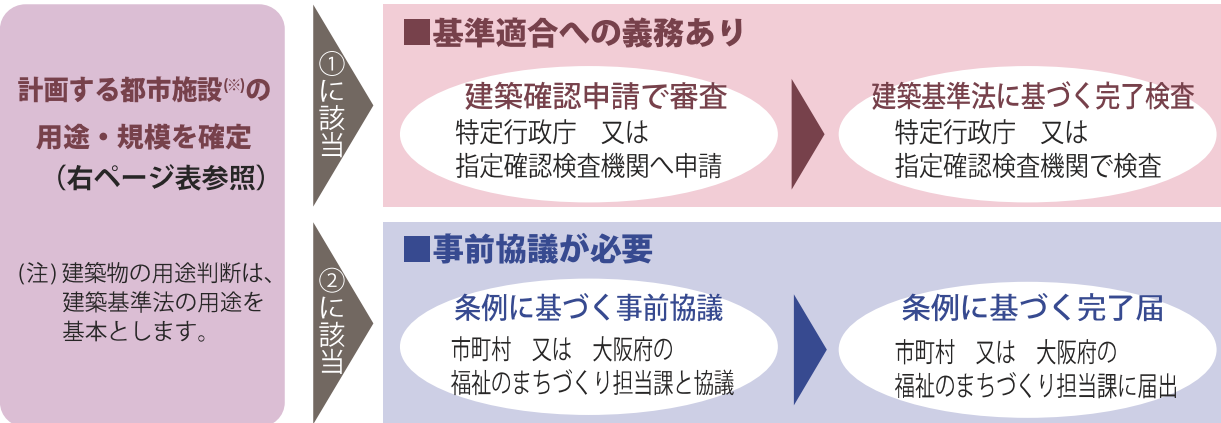 計画する都市施設(※)の
用途・規模を確定
（右ページ表参照）
(注)建築物の用途判断は、
建築基準法の用途を
基本とします。
①に該当
■基準適合への義務あり
建築確認申請で審査
特定行政庁　又は
指定確認検査機関へ申請
建築基準法に基づく完了検査
特定行政庁　又は
指定確認検査機関で検査
②に該当
■事前協議が必要
条例に基づく事前協議
市町村　又は　大阪府の
福祉のまちづくり担当課と協議
条例に基づく完了届
市町村　又は　大阪府の
福祉のまちづくり担当課に届出